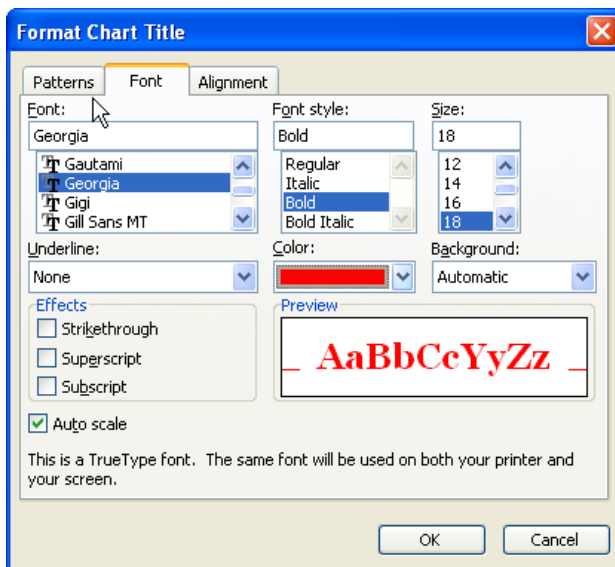 Format Chart Title
Patterns Font Alignment
Font: Font style: Size:
Georgia Bold 18
Gautami Regular 12
Georgia Italic 14
Gigi Bold 16
Gill Sans MT Bold Italic 18
Underline: Color: Background:
None Automatic
Effects Preview
Strikethrough
Superscript
Subscript
AaBbCcYyZz
Auto scale
This is a TrueType font. The same font will be used on both your printer and
your screen.
OK Cancel